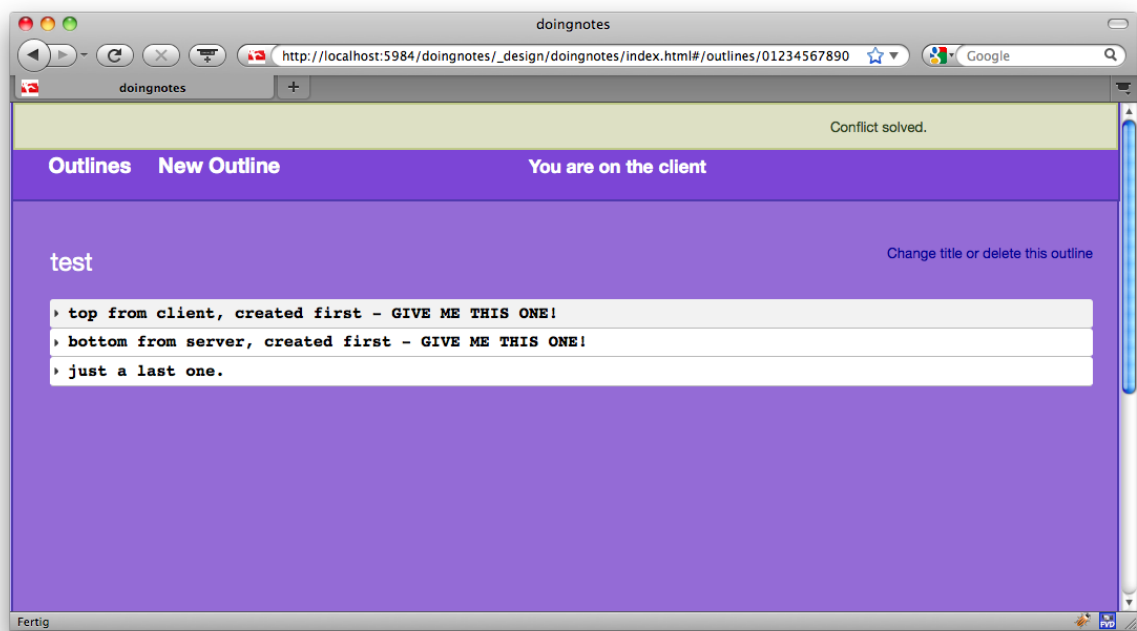 doingnotes
http://localhost:5984/doingnotes/_design/doingnotes/index.html#/outlines/01234567890
Google
doingnotes
Conflict solved.
Outlines New Outline You are on the client
test
Change title or delete this outline
top from client, created first - GIVE ME THIS ONE!
bottom from server, created first - GIVE ME THIS ONE!
just a last one.
Fertig
FVD